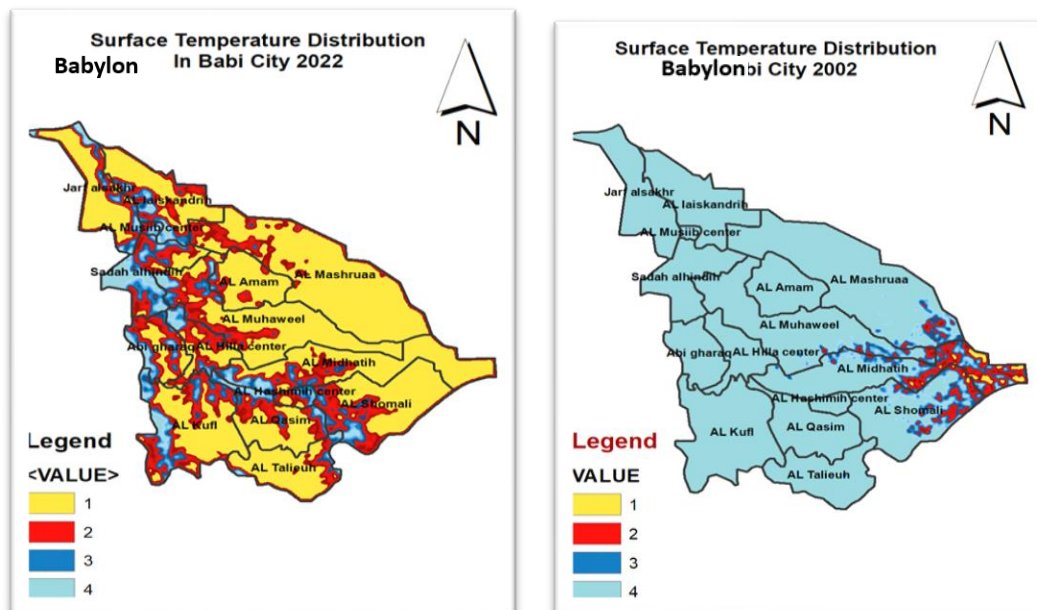 Surface Temperature Distribution
Babylon In Babi City 2022
N
Jarf alsakhr
AL Iaiskandrih
AL Musiib center
Sadah alhindih
AL Mashruaa
AL Amam
AL Muhaweel
Abi gharaq
AL Hilla center
AL Midhatih
AL Hashimih center
AL Shomali
AL Kufl
AL Qasim
AL Talieuh
Legend
<VALUE>
1
2
3
4
Surface Temperature Distribution
Babylon bi City 2002
N
Jarf alsakhr
AL Iaiskandrih
AL Musiib center
Sadah alhindih
AL Mashruaa
AL Amam
AL Muhaweel
Abi gharaq
AL Hilla center
AL Midhatih
AL Hashimih center
AL Shomali
AL Kufl
AL Qasim
AL Talieuh
Legend
VALUE
1
2
3
4